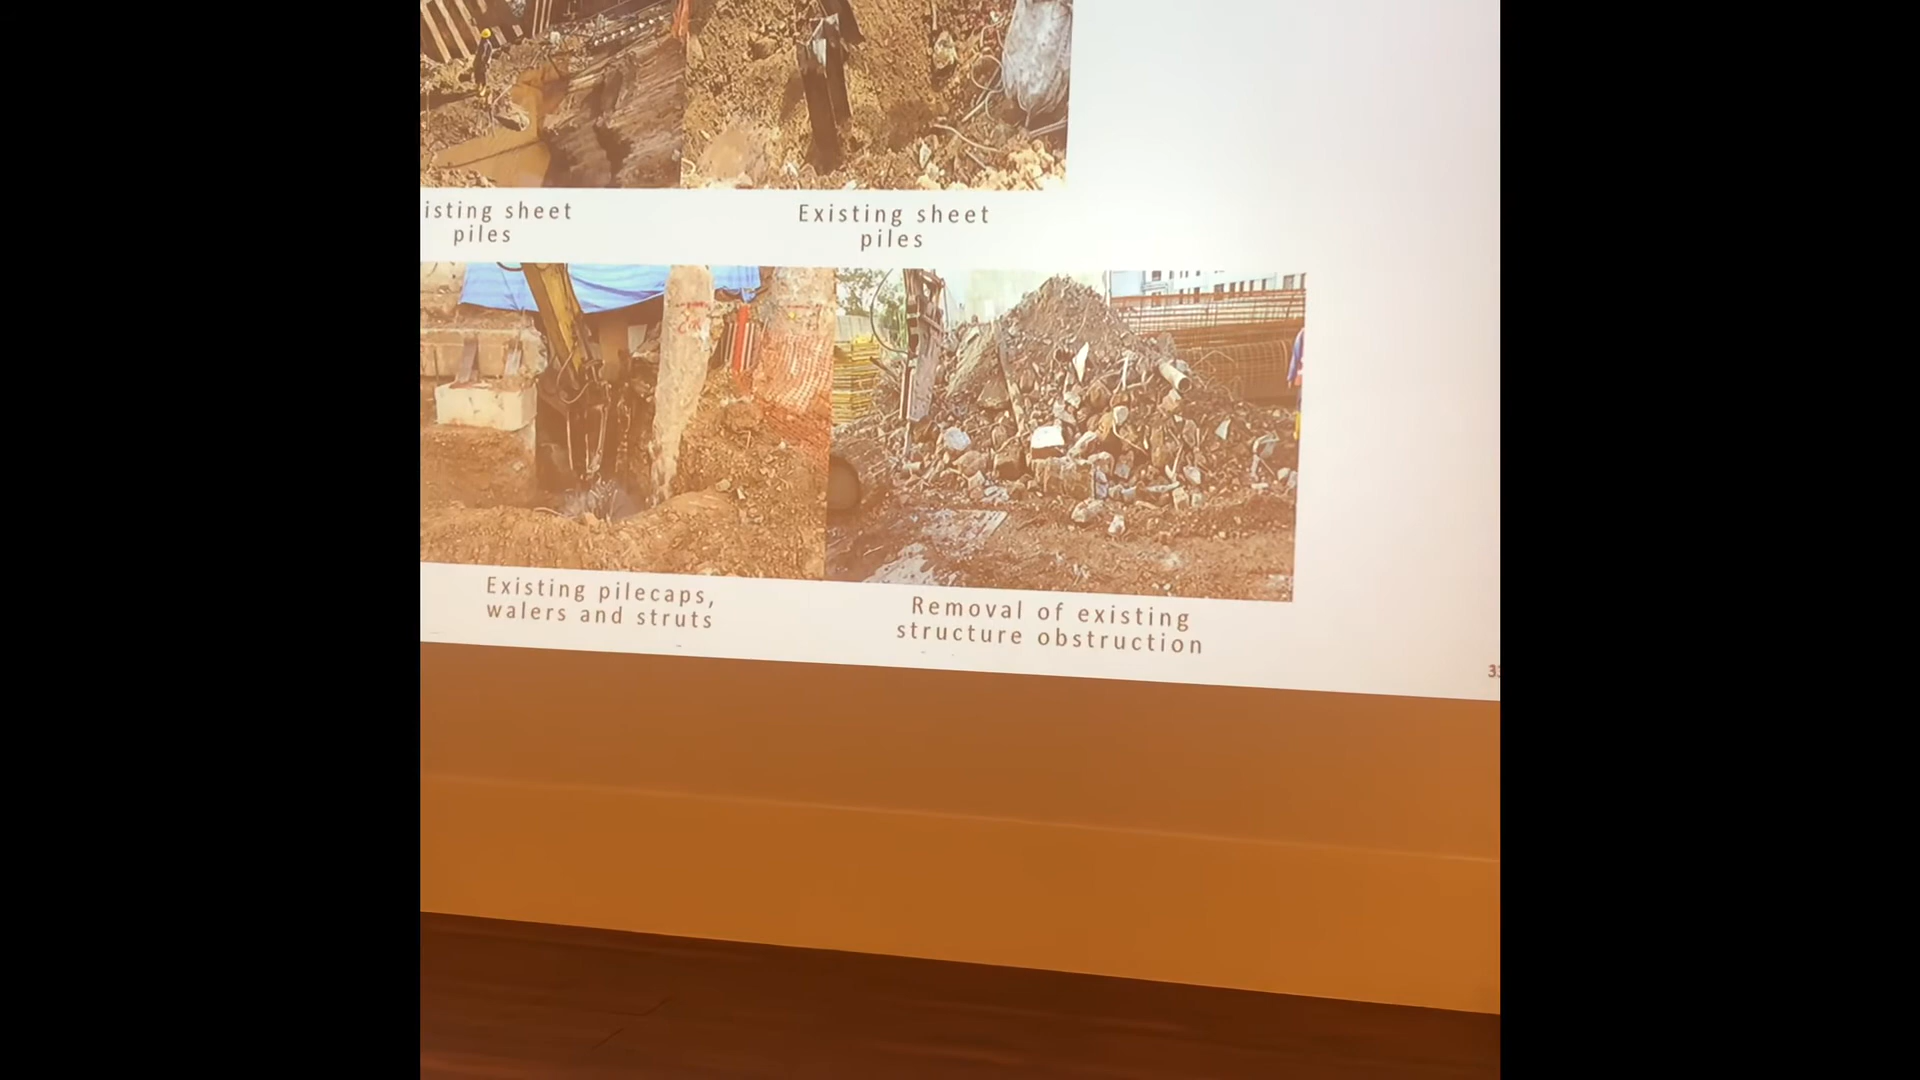 isting sheet
piles
Existing sheet
piles
Existing pilecaps,
walers and struts
Removal of existing
structure obstruction